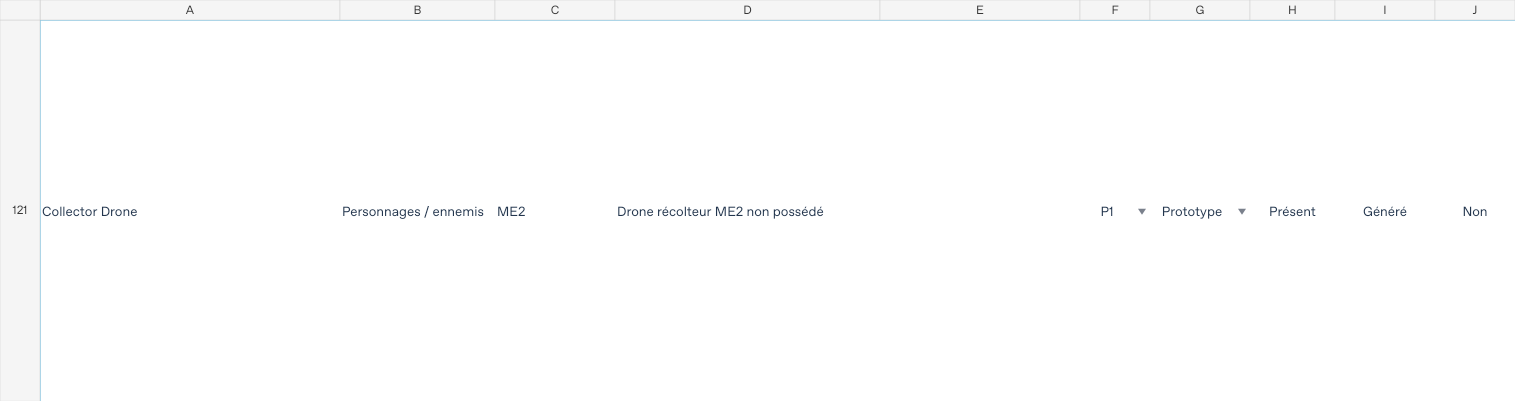 A B C D E F G H I J
121 Collector Drone Personnages / ennemis ME2 Drone récolteur ME2 non possédé P1 Prototype Présent Généré Non